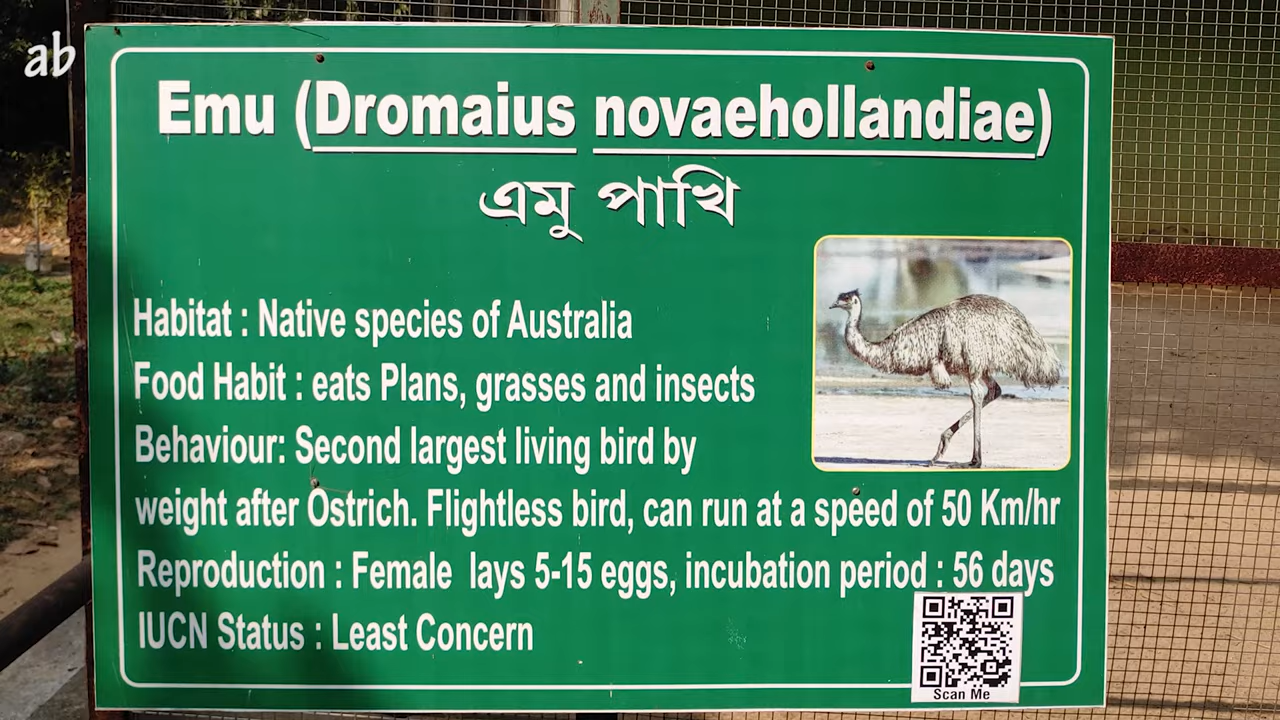 ab
Emu (Dromaius novaehollandiae)
এমু পাখি
Habitat : Native species of Australia
Food Habit : eats Plans, grasses and insects
Behaviour: Second largest living bird by
weight after Ostrich. Flightless bird, can run at a speed of 50 Km/hr
Reproduction : Female lays 5-15 eggs, incubation period : 56 days
IUCN Status : Least Concern
Scan Me